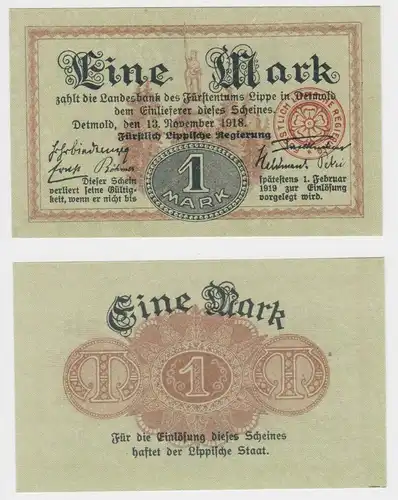 Eine Mark
zahlt die Landesbank des Fürstentums Lippe in Detmold
dem Einlieferer dieses Scheines.
Detmold, den 13. November 1918.
Fürstlich Lippische Regierung
1
MARK
Dieser Schein
verliert seine Gültig-
keit, wenn er nicht bis
spätestens 1. Februar
1919 zur Einlösung
vorgelegt wird.
Eine Mark
1
Für die Einlösung dieses Scheines
haftet der Lippische Staat.